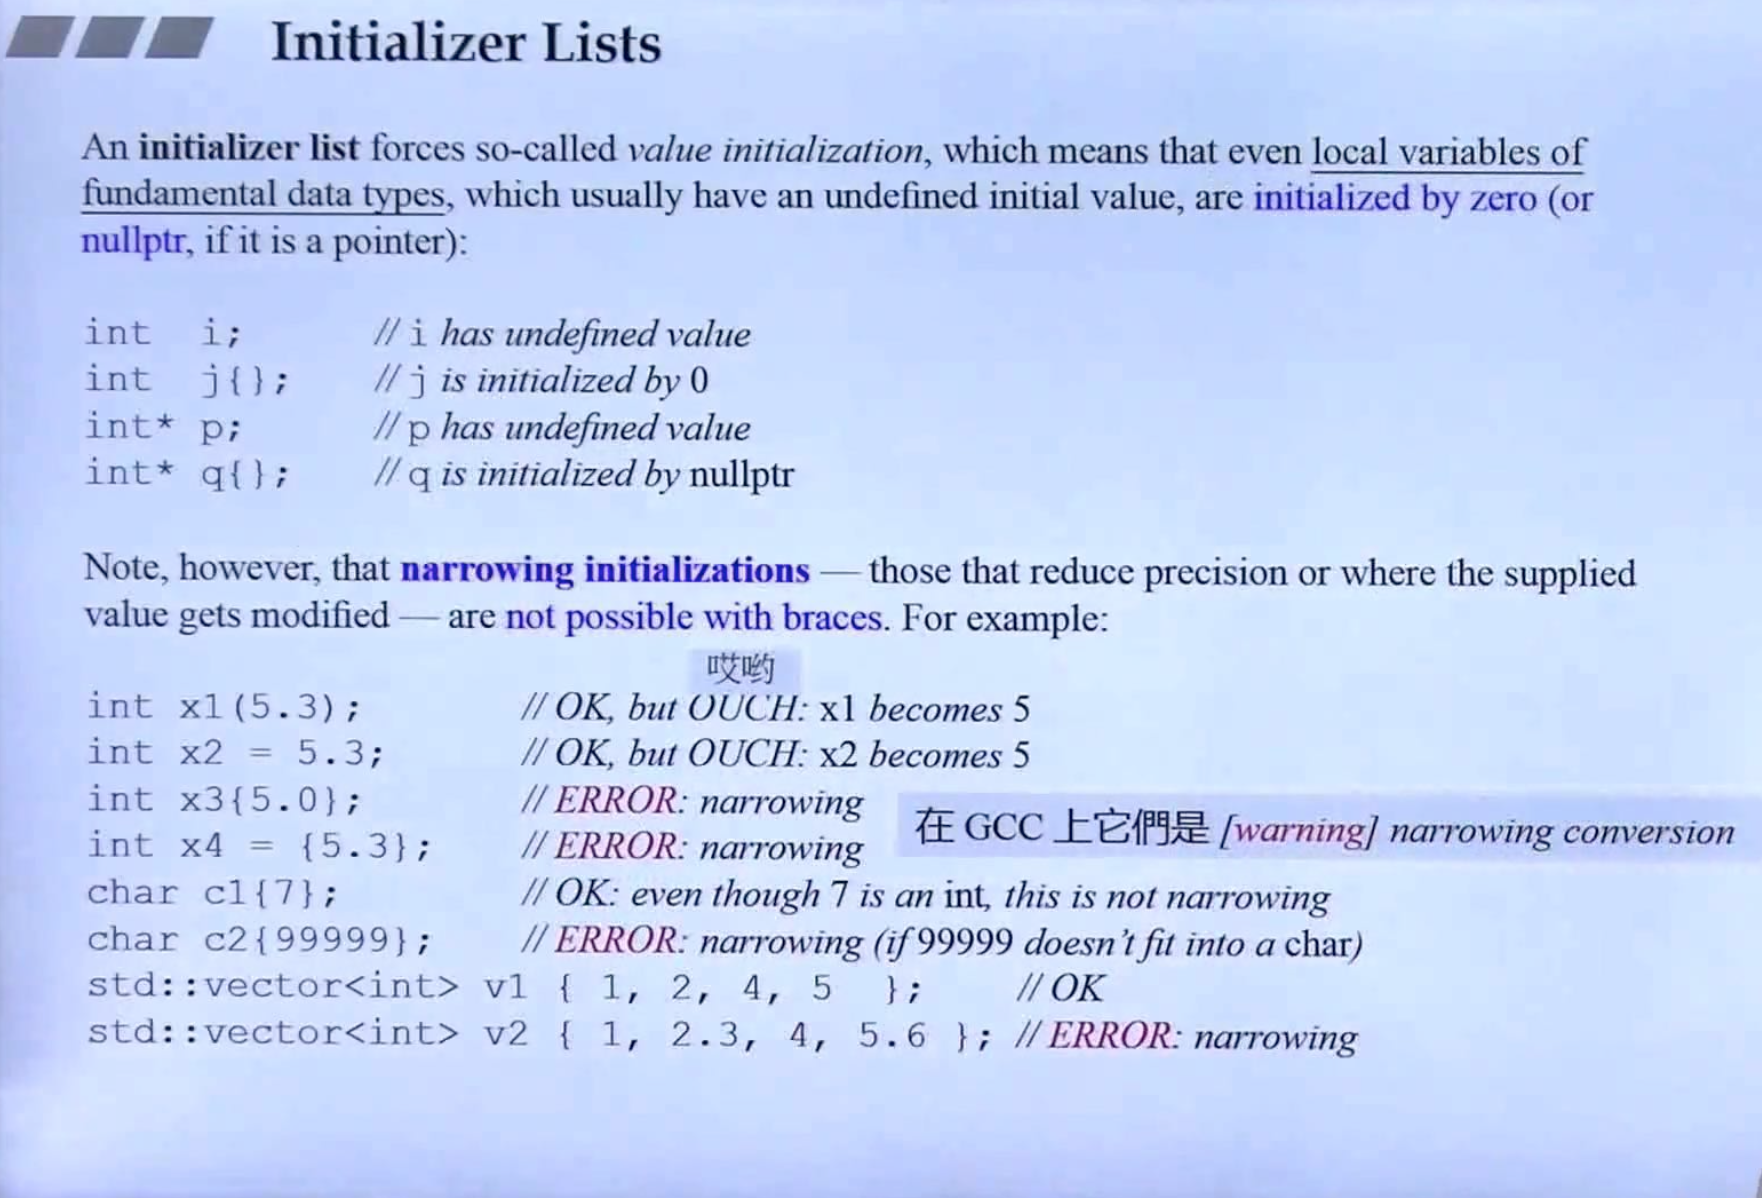 Initializer Lists
An initializer list forces so-called value initialization, which means that even local variables of
fundamental data types, which usually have an undefined initial value, are initialized by zero (or
nullptr, if it is a pointer):
int i; // i has undefined value
int j{}; // j is initialized by 0
int* p; // p has undefined value
int* q{}; // q is initialized by nullptr
Note, however, that narrowing initializations — those that reduce precision or where the supplied
value gets modified — are not possible with braces. For example:
哎哟
int x1(5.3); // OK, but OUCH: x1 becomes 5
int x2 = 5.3; // OK, but OUCH: x2 becomes 5
int x3{5.0}; // ERROR: narrowing
在 GCC 上它們是 [warning] narrowing conversion
int x4 = {5.3}; // ERROR: narrowing
char c1{7}; // OK: even though 7 is an int, this is not narrowing
char c2{99999}; // ERROR: narrowing (if 99999 doesn't fit into a char)
std::vector<int> v1 { 1, 2, 4, 5 }; // OK
std::vector<int> v2 { 1, 2.3, 4, 5.6 }; // ERROR: narrowing